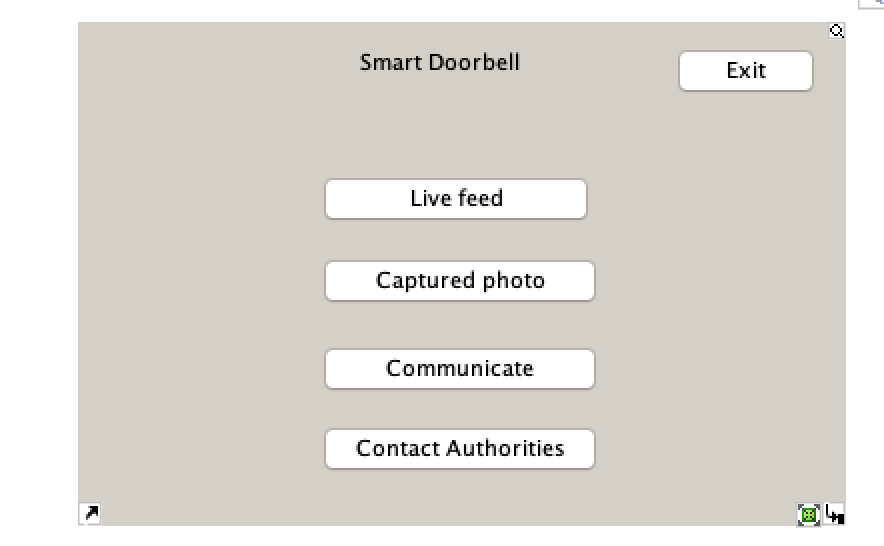 Smart Doorbell
Exit
Live feed
Captured photo
Communicate
Contact Authorities